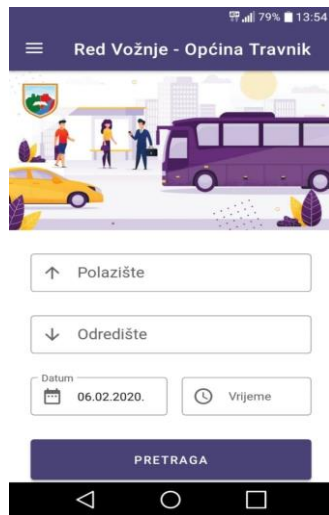 79% 13:54
Red Vožnje - Općina Travnik
Polazište
Odredište
Datum
06.02.2020.
Vrijeme
PRETRAGA